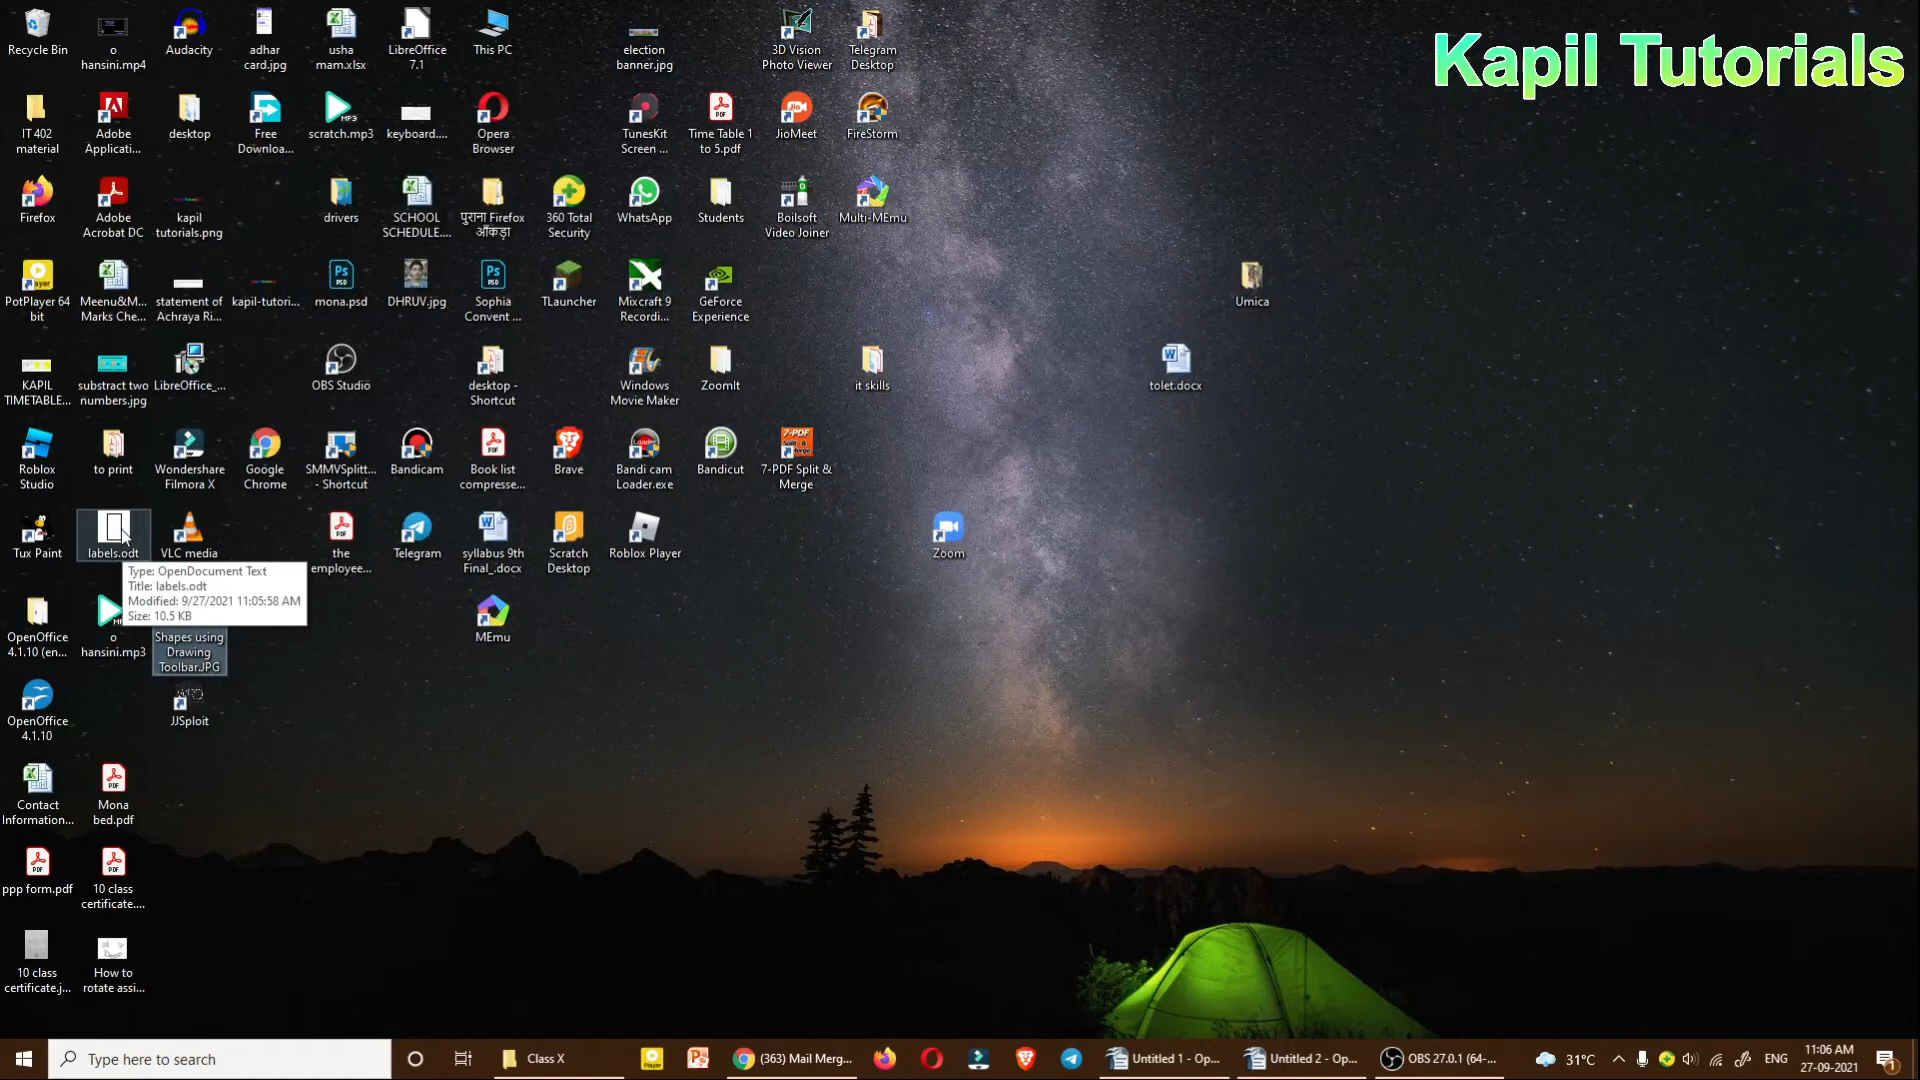 Kapil Tutorials
Recycle Bin
o
hansini.mp4
Audacity
adhar
card.jpg
usha
mam.xlsx
LibreOffice
7.1
This PC
election
banner.jpg
3D Vision
Photo Viewer
Telegram
Desktop
IT 402
material
Adobe
Applicati...
desktop
Free
Downloa...
scratch.mp3
keyboard....
Opera
Browser
TunesKit
Screen ...
Time Table 1
to 5.pdf
JioMeet
FireStorm
Firefox
Adobe
Acrobat DC
kapil
tutorials.png
drivers
SCHOOL
SCHEDULE....
पुराना Firefox
आँकड़ा
360 Total
Security
WhatsApp
Students
Boilsoft
Video Joiner
Multi-MEmu
PotPlayer 64
bit
Meenu&M...
Marks Che...
statement of
Achraya Ri...
kapil-tutori...
mona.psd
DHRUV.jpg
Sophia
Convent ...
TLauncher
Mixcraft 9
Recordi...
GeForce
Experience
Umica
KAPIL
TIMETABLE...
substract two
numbers.jpg
LibreOffice_...
OBS Studio
desktop -
Shortcut
Windows
Movie Maker
ZoomIt
it skills
tolet.docx
Roblox
Studio
to print
Wondershare
Filmora X
Google
Chrome
SMMVSplitt...
- Shortcut
Bandicam
Book list
compresse...
Brave
Bandi cam
Loader.exe
Bandicut
7-PDF Split &
Merge
Tux Paint
labels.odt
VLC media
the
employee...
Telegram
syllabus 9th
Final_.docx
Scratch
Desktop
Roblox Player
Zoom
Type: OpenDocument Text
Title: labels.odt
Modified: 9/27/2021 11:05:58 AM
Size: 10.5 KB
OpenOffice
4.1.10 (en...
o
hansini.mp3
Shapes using
Drawing
Toolbar.JPG
MEmu
OpenOffice
4.1.10
JJSploit
Contact
Information...
Mona
bed.pdf
ppp form.pdf
10 class
certificate....
10 class
certificate.j...
How to
rotate assi...
Type here to search
Class X
(363) Mail Merg...
Untitled 1 - Op...
Untitled 2 - Op...
OBS 27.0.1 (64-...
31°C
ENG
11:06 AM
27-09-2021